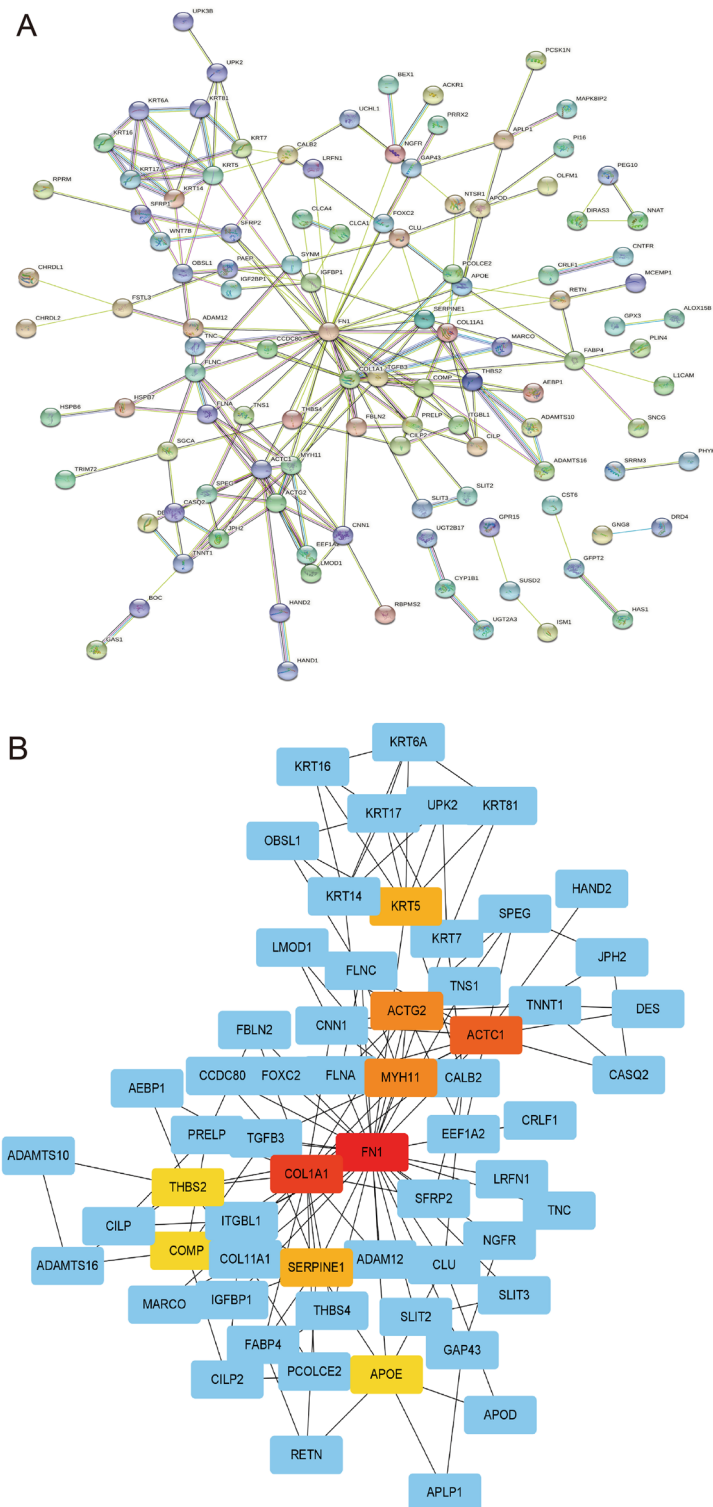 A
UPK3B
UPK2
PCSK1N
BEX1
ACKR1
KRT6A
KRT81
UCHL1
MAPK8IP2
PRRX2
APLP1
KRT16
KRT7
CALB2
NGFR
PI16
GAP43
LRFN1
PEG10
KRT17
KRT5
OLFM1
RPRM
KRT14
NTSR1
APOD
SFRP1
CLCA4
FOXC2
DIRAS3
NNAT
CLCA1
WNT7B
SFRP2
CLU
SYNM
CNTFR
OBSL1
PAEP
PCOLCE2
CRLF1
IGF2BP1
IGFBP1
APOE
CHRDL1
MCEMP1
FSTL3
RETN
ALOX15B
SERPINE1
GPX3
CHRDL2
ADAM12
FN1
COL11A1
TNC
MARCO
PLIN4
CCDC80
FABP4
FLNC
COL1A1
TGFB3
THBS2
L1CAM
COMP
AEBP1
HSPB6
HSPB7
FLNA
TNS1
THBS4
PRELP
ITGBL1
ADAMTS10
SNCG
FBLN2
CILP2
CILP
SGCA
MYH11
TRIM72
ACTC1
ADAMTS16
SRRM3
PHYK
SPEG
SLIT2
CASQ2
ACTG2
SLIT3
CST6
DRD4
JPH2
CNN1
GPR15
GNG8
UGT2B17
EEF1A2
TNNT1
LMOD1
GFPT2
CYP1B1
SUSD2
BOC
HAND2
RBPMS2
HAS1
GAS1
UGT2A3
ISM1
HAND1
B
KRT6A
KRT16
KRT17
UPK2
KRT81
OBSL1
KRT14
KRT5
HAND2
SPEG
LMOD1
KRT7
FLNC
JPH2
TNS1
FBLN2
CNN1
ACTG2
TNNT1
DES
ACTC1
AEBP1
CCDC80
FOXC2
FLNA
MYH11
CALB2
CASQ2
PRELP
TGFB3
EEF1A2
CRLF1
ADAMTS10
FN1
COL1A1
THBS2
LRFN1
SFRP2
TNC
CILP
ITGBL1
NGFR
COMP
ADAMTS16
COL11A1
SERPINE1
ADAM12
CLU
MARCO
IGFBP1
SLIT3
THBS4
SLIT2
FABP4
GAP43
CILP2
PCOLCE2
APOE
APOD
RETN
APLP1